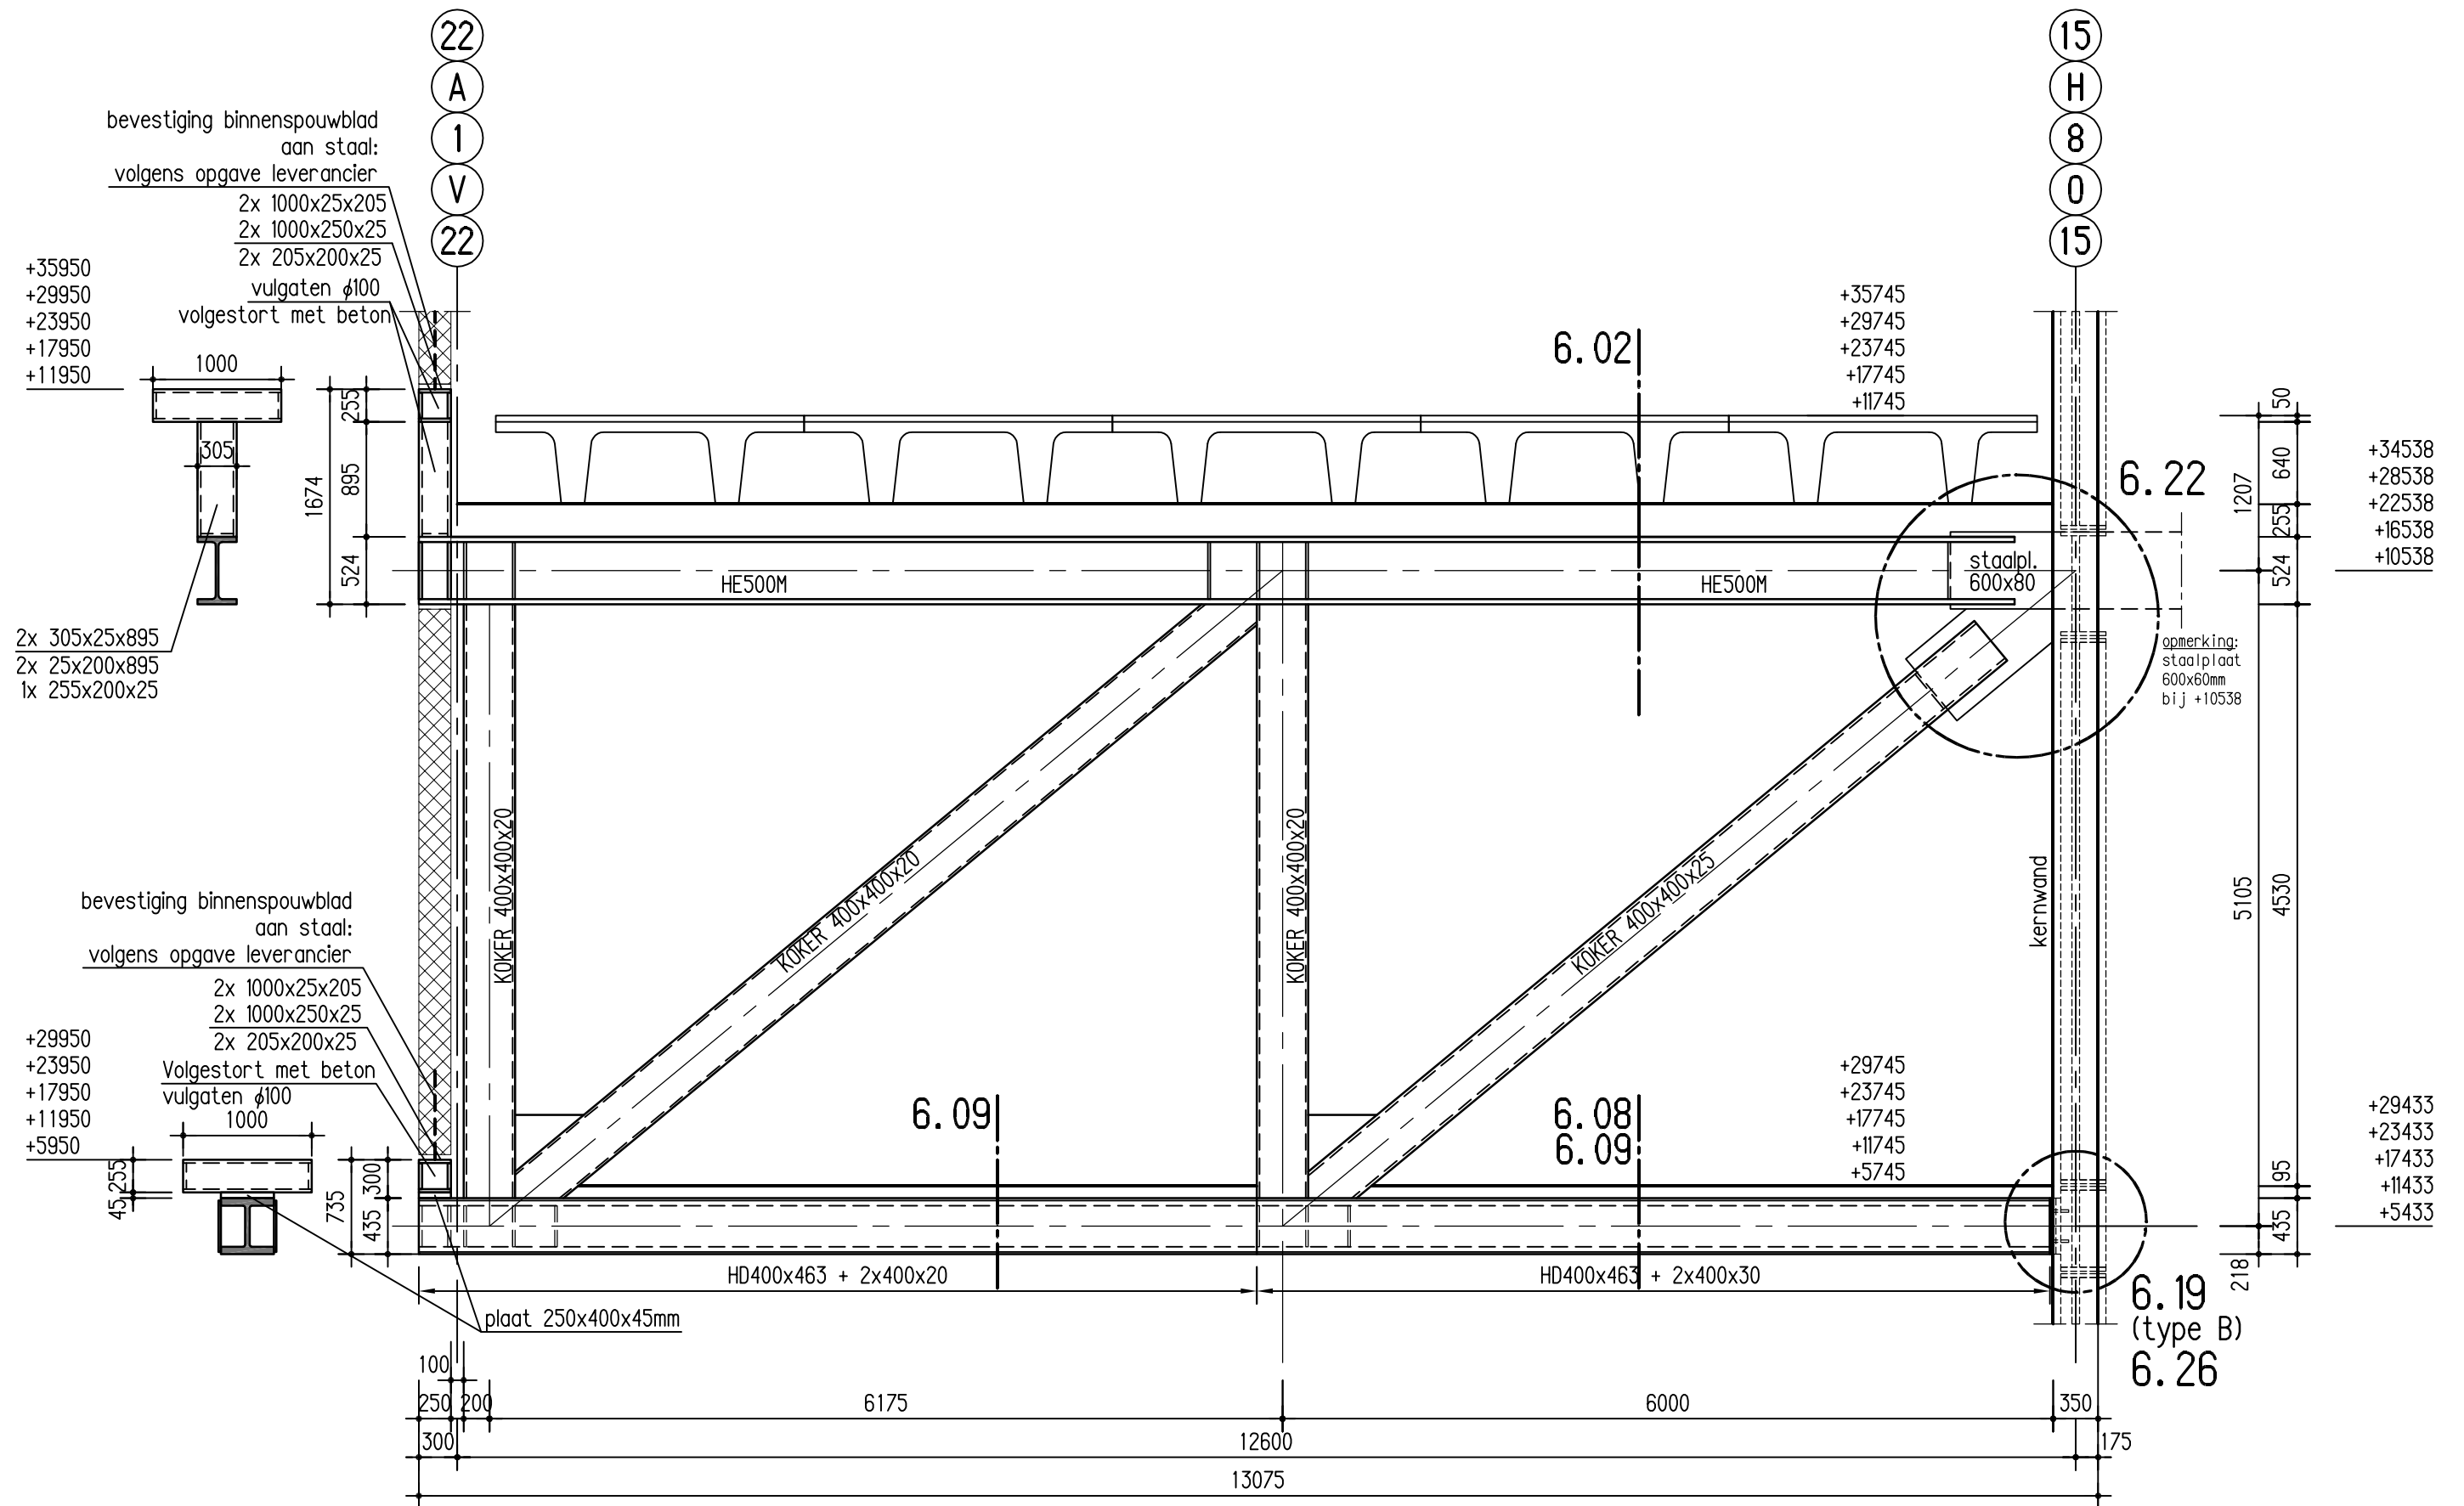 22
A
1
V
22
15
H
8
0
15
bevestiging binnenspouwblad
aan staal:
volgens opgave leverancier
2x 1000x25x205
2x 1000x250x25
2x 205x200x25
vulgaten ϕ100
volgestort met beton
+35950
+29950
+23950
+17950
+11950
1000
305
255
895
524
1674
2x 305x25x895
2x 25x200x895
1x 255x200x25
6.02
+35745
+29745
+23745
+17745
+11745
HE500M
HE500M
staalpl.
600x80
6.22
opmerking:
staalplaat
600x60mm
bij +10538
50
640
255
524
1207
+34538
+28538
+22538
+16538
+10538
KOKER 400x400x20
KOKER 400x400x20
KOKER 400x400x20
KOKER 400x400x25
kernwand
5105
4530
bevestiging binnenspouwblad
aan staal:
volgens opgave leverancier
2x 1000x25x205
2x 1000x250x25
2x 205x200x25
Volgestort met beton
vulgaten ϕ100
+29950
+23950
+17950
+11950
+5950
1000
255
45
300
435
735
6.09
6.08
6.09
+29745
+23745
+17745
+11745
+5745
95
435
218
+29433
+23433
+17433
+11433
+5433
HD400x463 + 2x400x20
HD400x463 + 2x400x30
plaat 250x400x45mm
6.19
(type B)
6.26
100
250
200
6175
6000
350
300
12600
175
13075